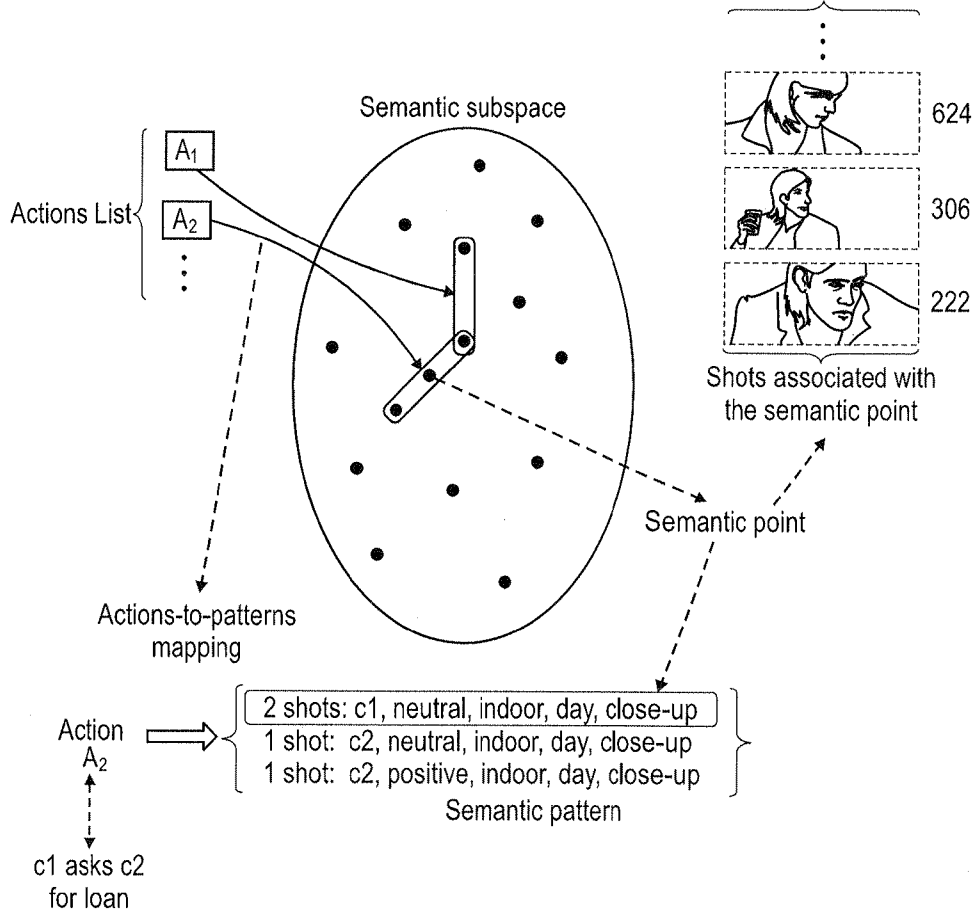 Semantic subspace
Actions List
A1
A2
624
306
222
Shots associated with
the semantic point
Semantic point
Actions-to-patterns
mapping
Action
A2
2 shots: c1, neutral, indoor, day, close-up
1 shot: c2, neutral, indoor, day, close-up
1 shot: c2, positive, indoor, day, close-up
Semantic pattern
c1 asks c2
for loan